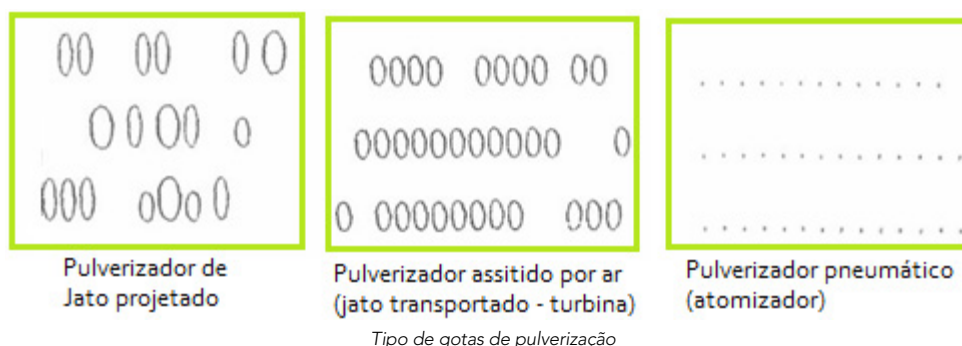 Pulverizador de
Jato projetado
Pulverizador assitido por ar
(jato transportado - turbina)
Pulverizador pneumático
(atomizador)
Tipo de gotas de pulverização